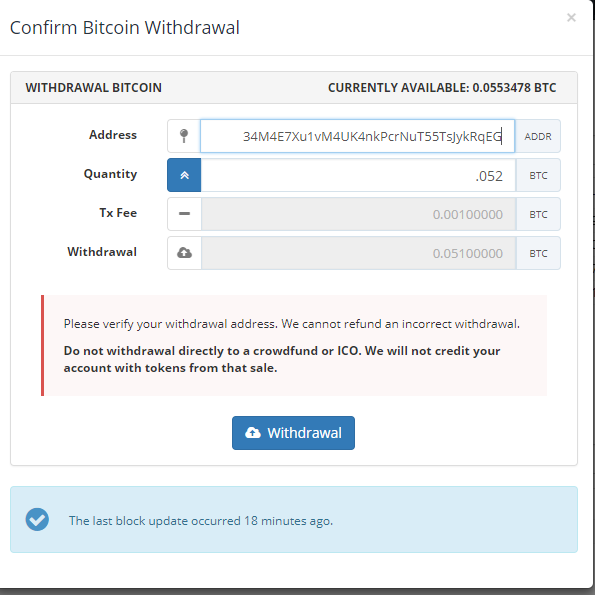 Confirm Bitcoin Withdrawal ×
WITHDRAWAL BITCOIN CURRENTLY AVAILABLE: 0.0553478 BTC
Address 34M4E7Xu1vM4UK4nkPcrNuT55TsJykRqEG ADDR
Quantity .052 BTC
Tx Fee 0.00100000 BTC
Withdrawal 0.05100000 BTC
Please verify your withdrawal address. We cannot refund an incorrect withdrawal.
Do not withdrawal directly to a crowdfund or ICO. We will not credit your
account with tokens from that sale.
Withdrawal
The last block update occurred 18 minutes ago.